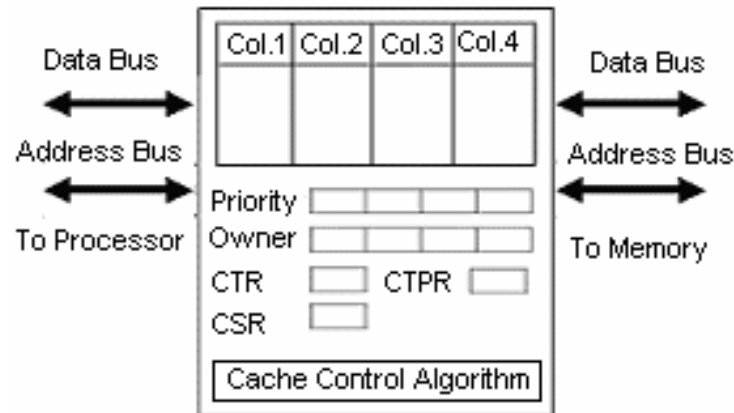 Col.1 Col.2 Col.3 Col.4
Data Bus
Data Bus
Address Bus
Address Bus
To Processor
To Memory
Priority
Owner
CTR CTPR
CSR
Cache Control Algorithm